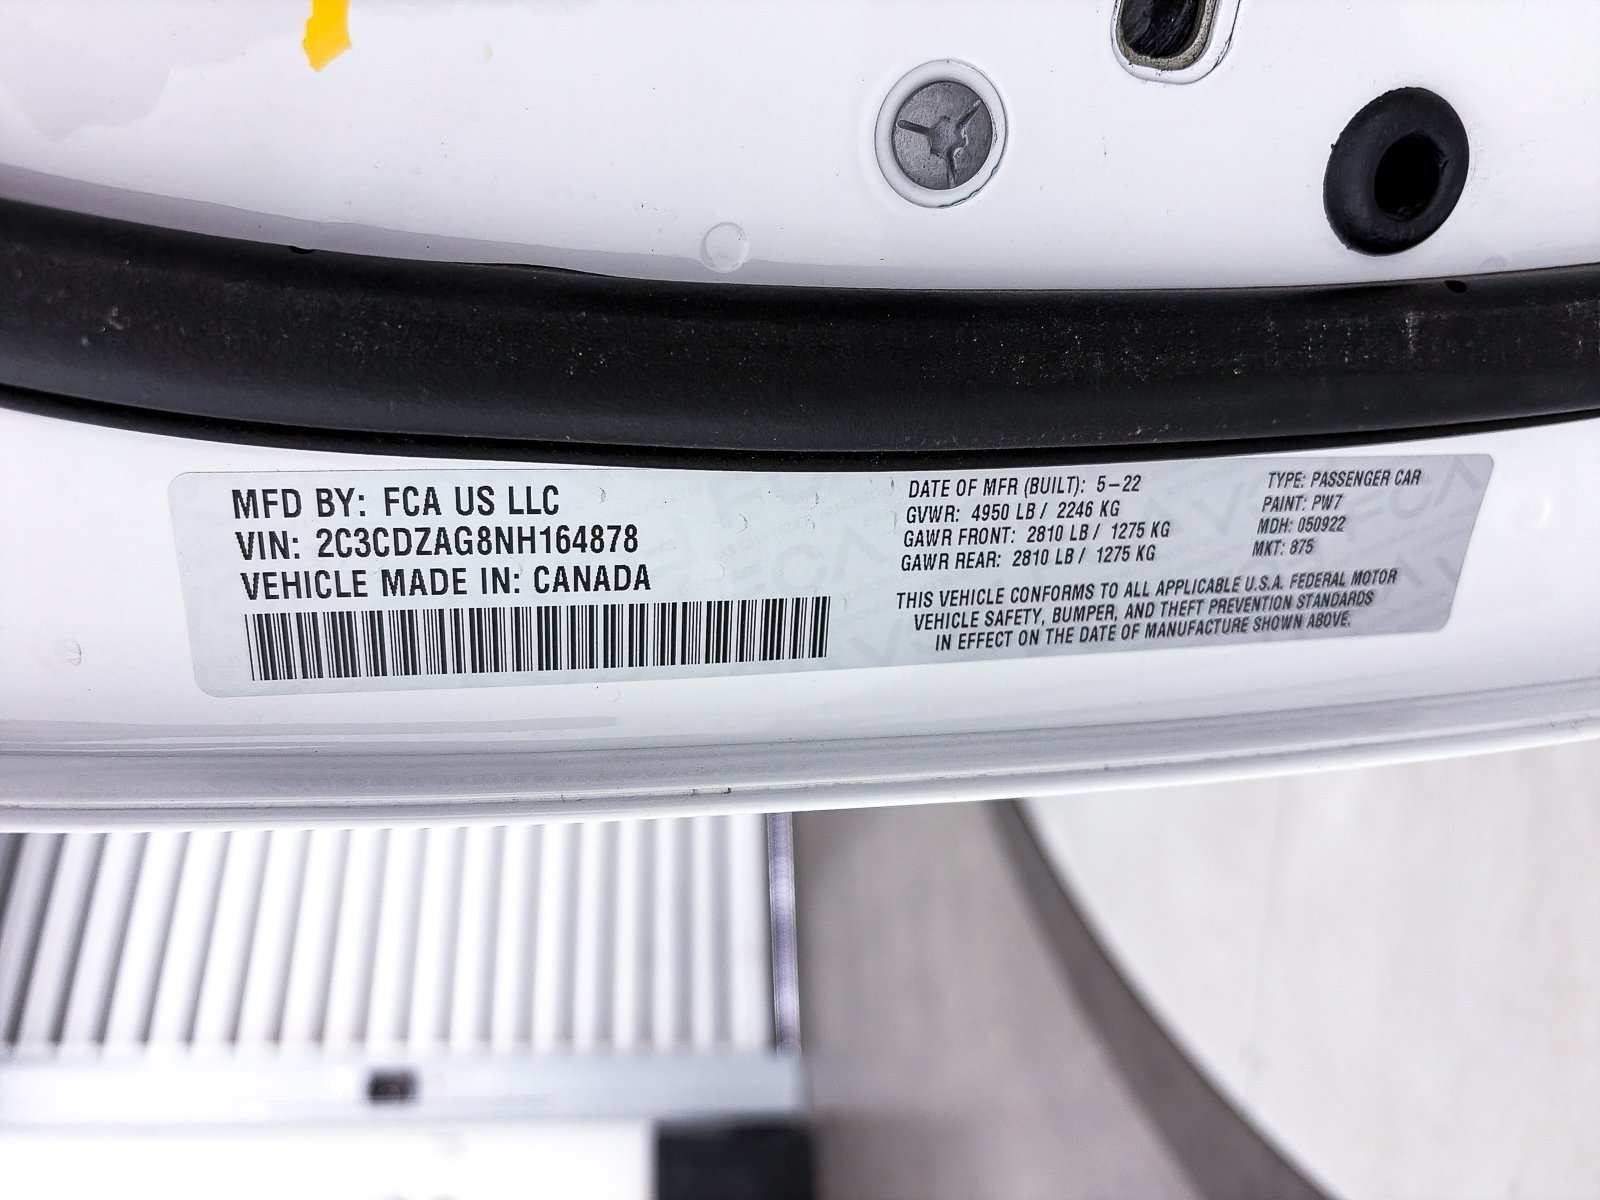 MFD BY: FCA US LLC
VIN: 2C3CDZAG8NH164878
VEHICLE MADE IN: CANADA
DATE OF MFR (BUILT): 5-22
GVWR: 4950 LB / 2246 KG
GAWR FRONT: 2810 LB / 1275 KG
GAWR REAR: 2810 LB / 1275 KG
TYPE: PASSENGER CAR
PAINT: PW7
MDH: 050922
MKT: 875
THIS VEHICLE CONFORMS TO ALL APPLICABLE U.S.A. FEDERAL MOTOR
VEHICLE SAFETY, BUMPER, AND THEFT PREVENTION STANDARDS
IN EFFECT ON THE DATE OF MANUFACTURE SHOWN ABOVE.